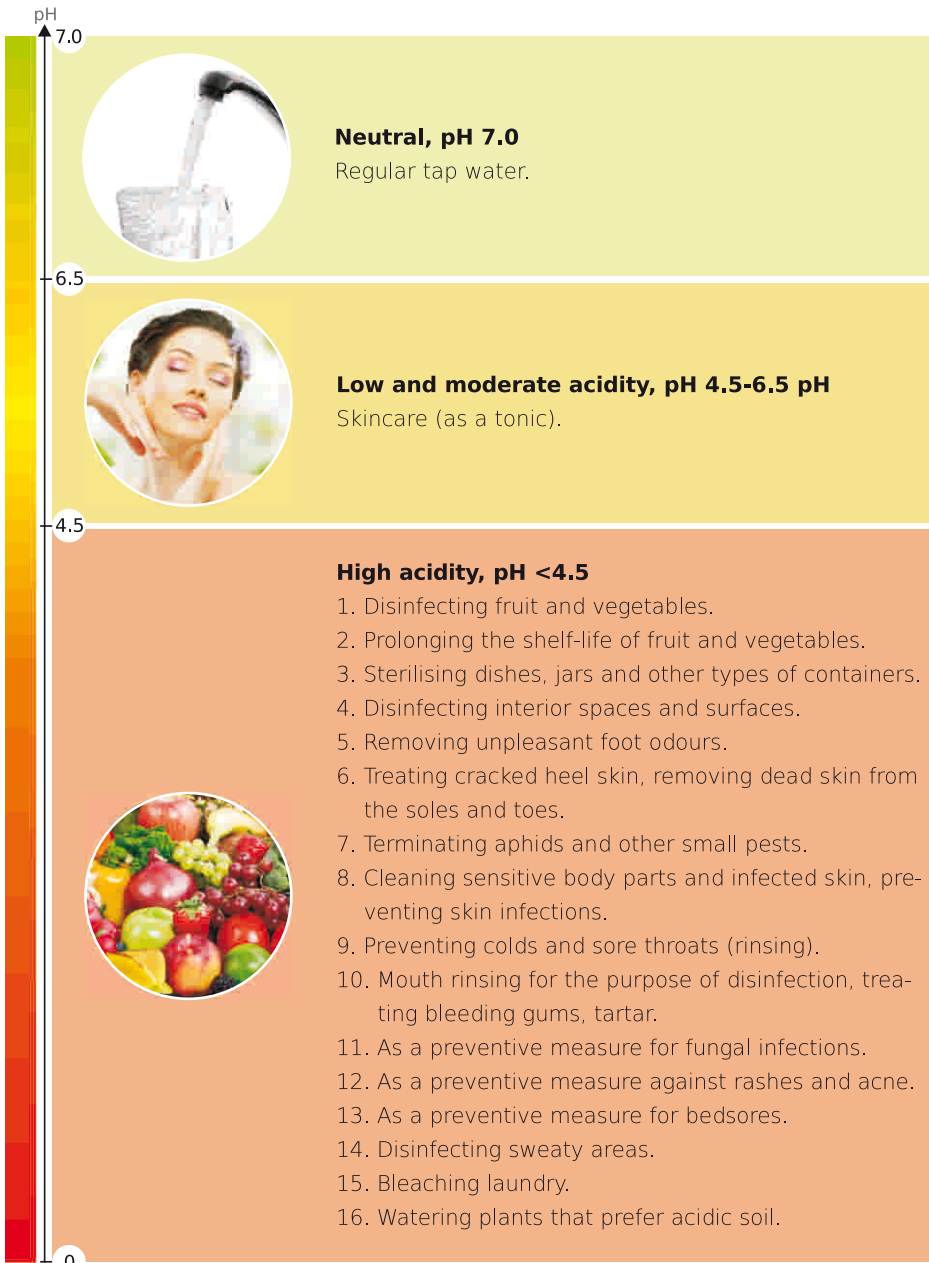 pH
7.0
Neutral, pH 7.0
Regular tap water.
6.5
Low and moderate acidity, pH 4.5-6.5 pH
Skincare (as a tonic).
4.5
High acidity, pH <4.5
1. Disinfecting fruit and vegetables.
2. Prolonging the shelf-life of fruit and vegetables.
3. Sterilising dishes, jars and other types of containers.
4. Disinfecting interior spaces and surfaces.
5. Removing unpleasant foot odours.
6. Treating cracked heel skin, removing dead skin from
the soles and toes.
7. Terminating aphids and other small pests.
8. Cleaning sensitive body parts and infected skin, pre-
venting skin infections.
9. Preventing colds and sore throats (rinsing).
10. Mouth rinsing for the purpose of disinfection, trea-
ting bleeding gums, tartar.
11. As a preventive measure for fungal infections.
12. As a preventive measure against rashes and acne.
13. As a preventive measure for bedsores.
14. Disinfecting sweaty areas.
15. Bleaching laundry.
16. Watering plants that prefer acidic soil.
0